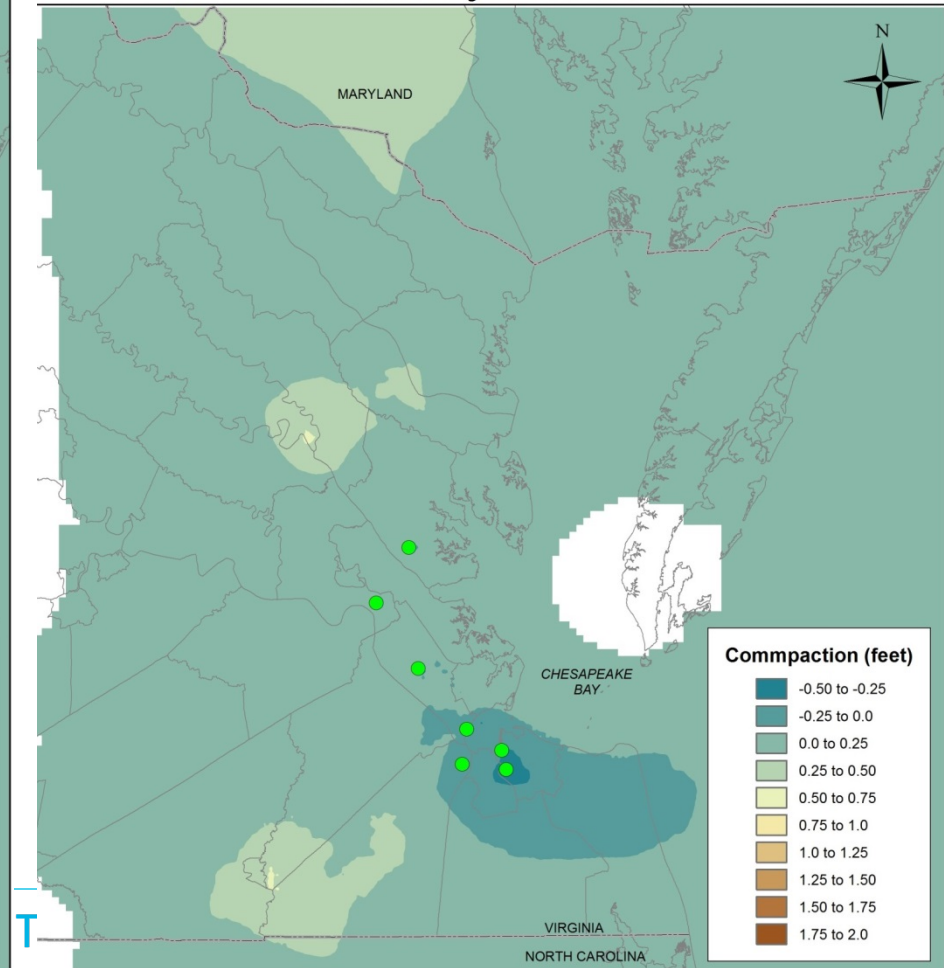 N
MARYLAND
CHESAPEAKE
BAY
Commpaction (feet)
-0.50 to -0.25
-0.25 to 0.0
0.0 to 0.25
0.25 to 0.50
0.50 to 0.75
0.75 to 1.0
1.0 to 1.25
1.25 to 1.50
1.50 to 1.75
1.75 to 2.0
T
VIRGINIA
NORTH CAROLINA